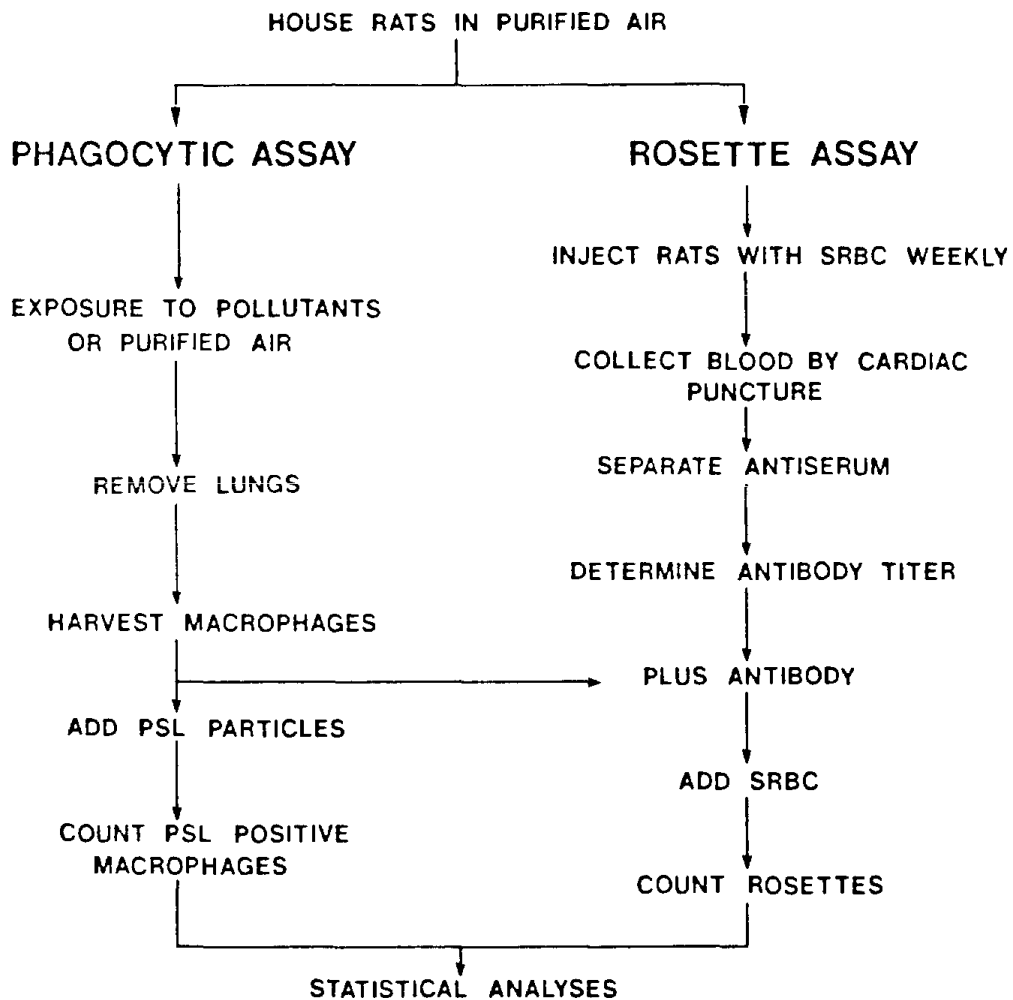 HOUSE RATS IN PURIFIED AIR
PHAGOCYTIC ASSAY
EXPOSURE TO POLLUTANTS
OR PURIFIED AIR
REMOVE LUNGS
HARVEST MACROPHAGES
ADD PSL PARTICLES
COUNT PSL POSITIVE
MACROPHAGES
ROSETTE ASSAY
INJECT RATS WITH SRBC WEEKLY
COLLECT BLOOD BY CARDIAC
PUNCTURE
SEPARATE ANTISERUM
DETERMINE ANTIBODY TITER
PLUS ANTIBODY
ADD SRBC
COUNT ROSETTES
STATISTICAL ANALYSES